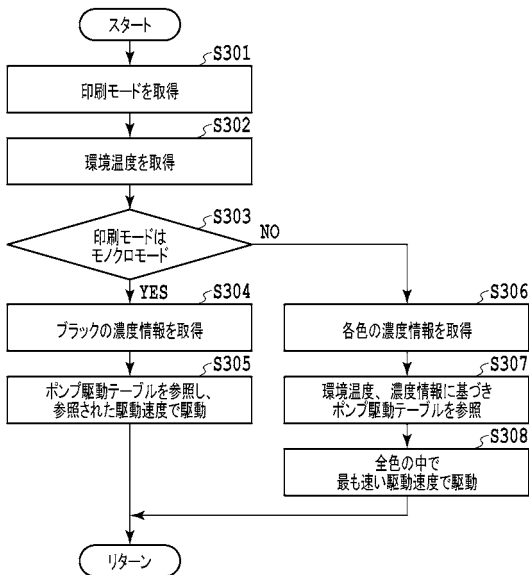 スタート
S301
印刷モードを取得
S302
環境温度を取得
S303
印刷モードは
モノクロモード
NO
YES
S304
ブラックの濃度情報を取得
S305
ポンプ駆動テーブルを参照し、
参照された駆動速度で駆動
S306
各色の濃度情報を取得
S307
環境温度、濃度情報に基づき
ポンプ駆動テーブルを参照
S308
全色の中で
最も速い駆動速度で駆動
リターン